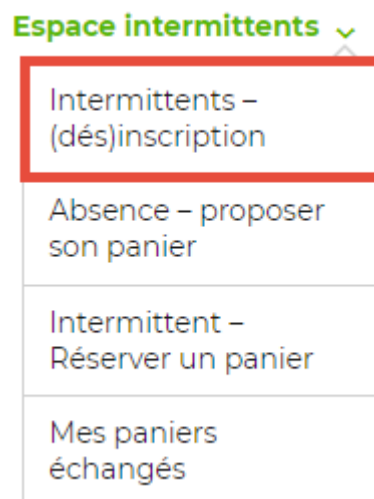 Espace intermittents
Intermittents –
(dés)inscription
Absence – proposer
son panier
Intermittent –
Réserver un panier
Mes paniers
échangés